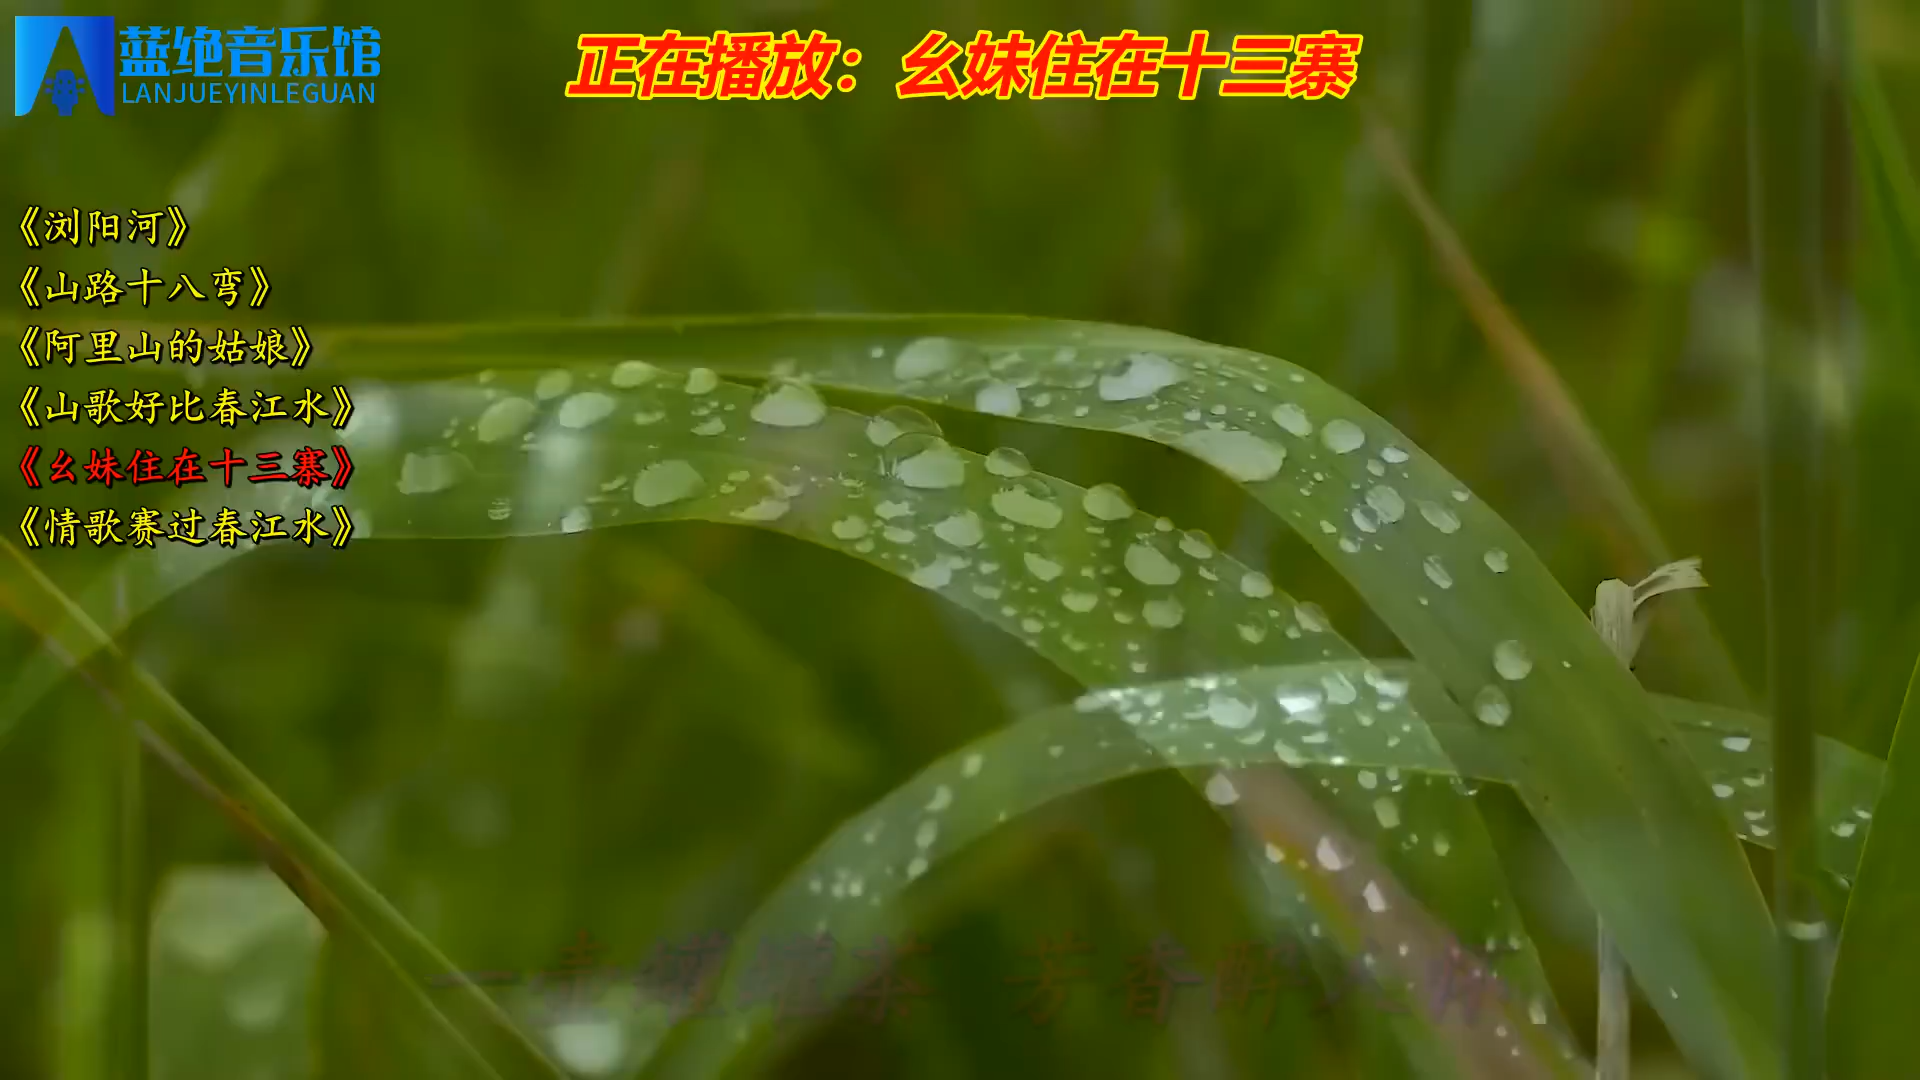 蓝绝音乐馆
LANJUEYINLEGUAN
正在播放：幺妹住在十三寨
《浏阳河》
《山路十八弯》
《阿里山的姑娘》
《山歌好比春江水》
《幺妹住在十三寨》
《情歌赛过春江水》